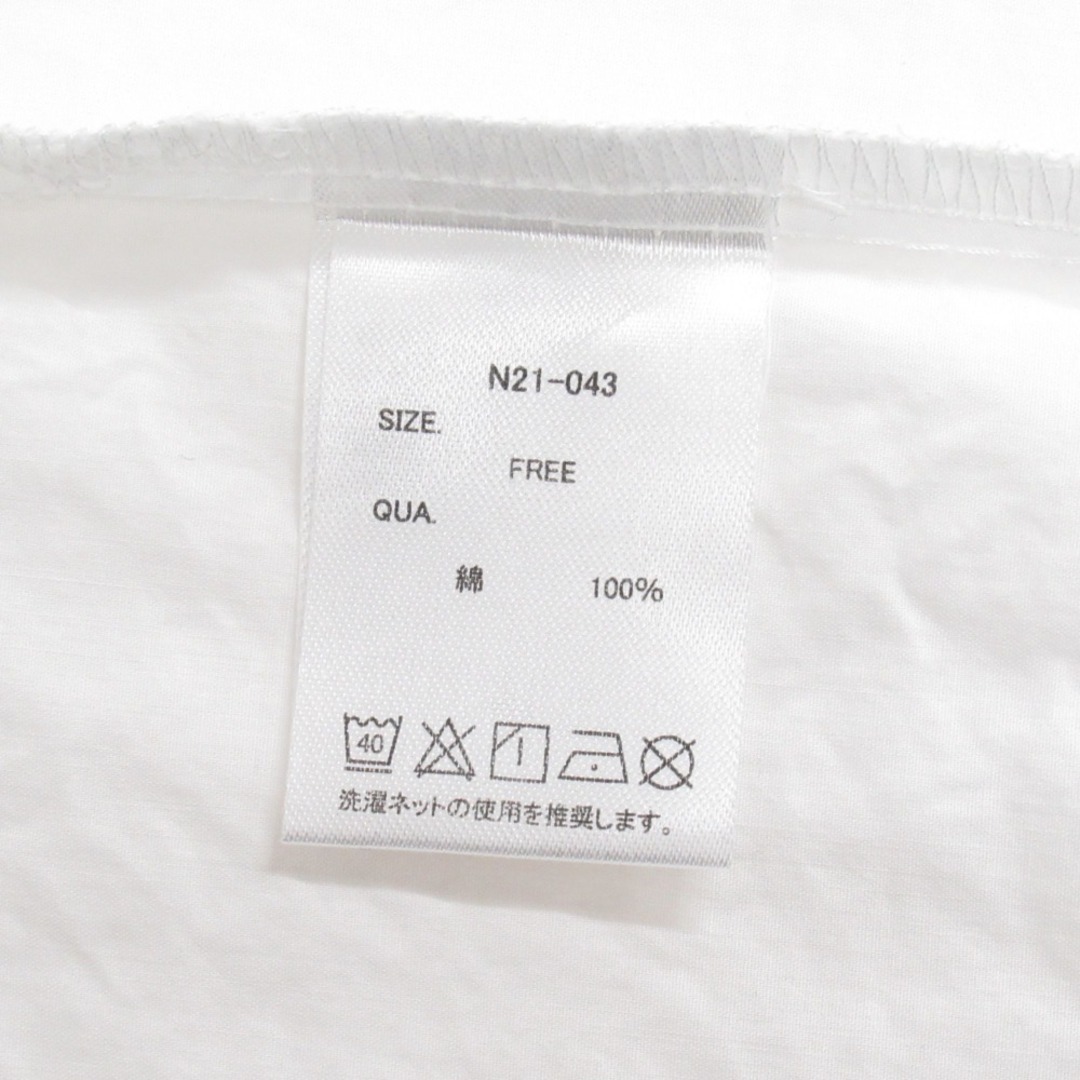 N21-043
SIZE.
FREE
QUA.
綿 100%
40
洗濯ネットの使用を推奨します。